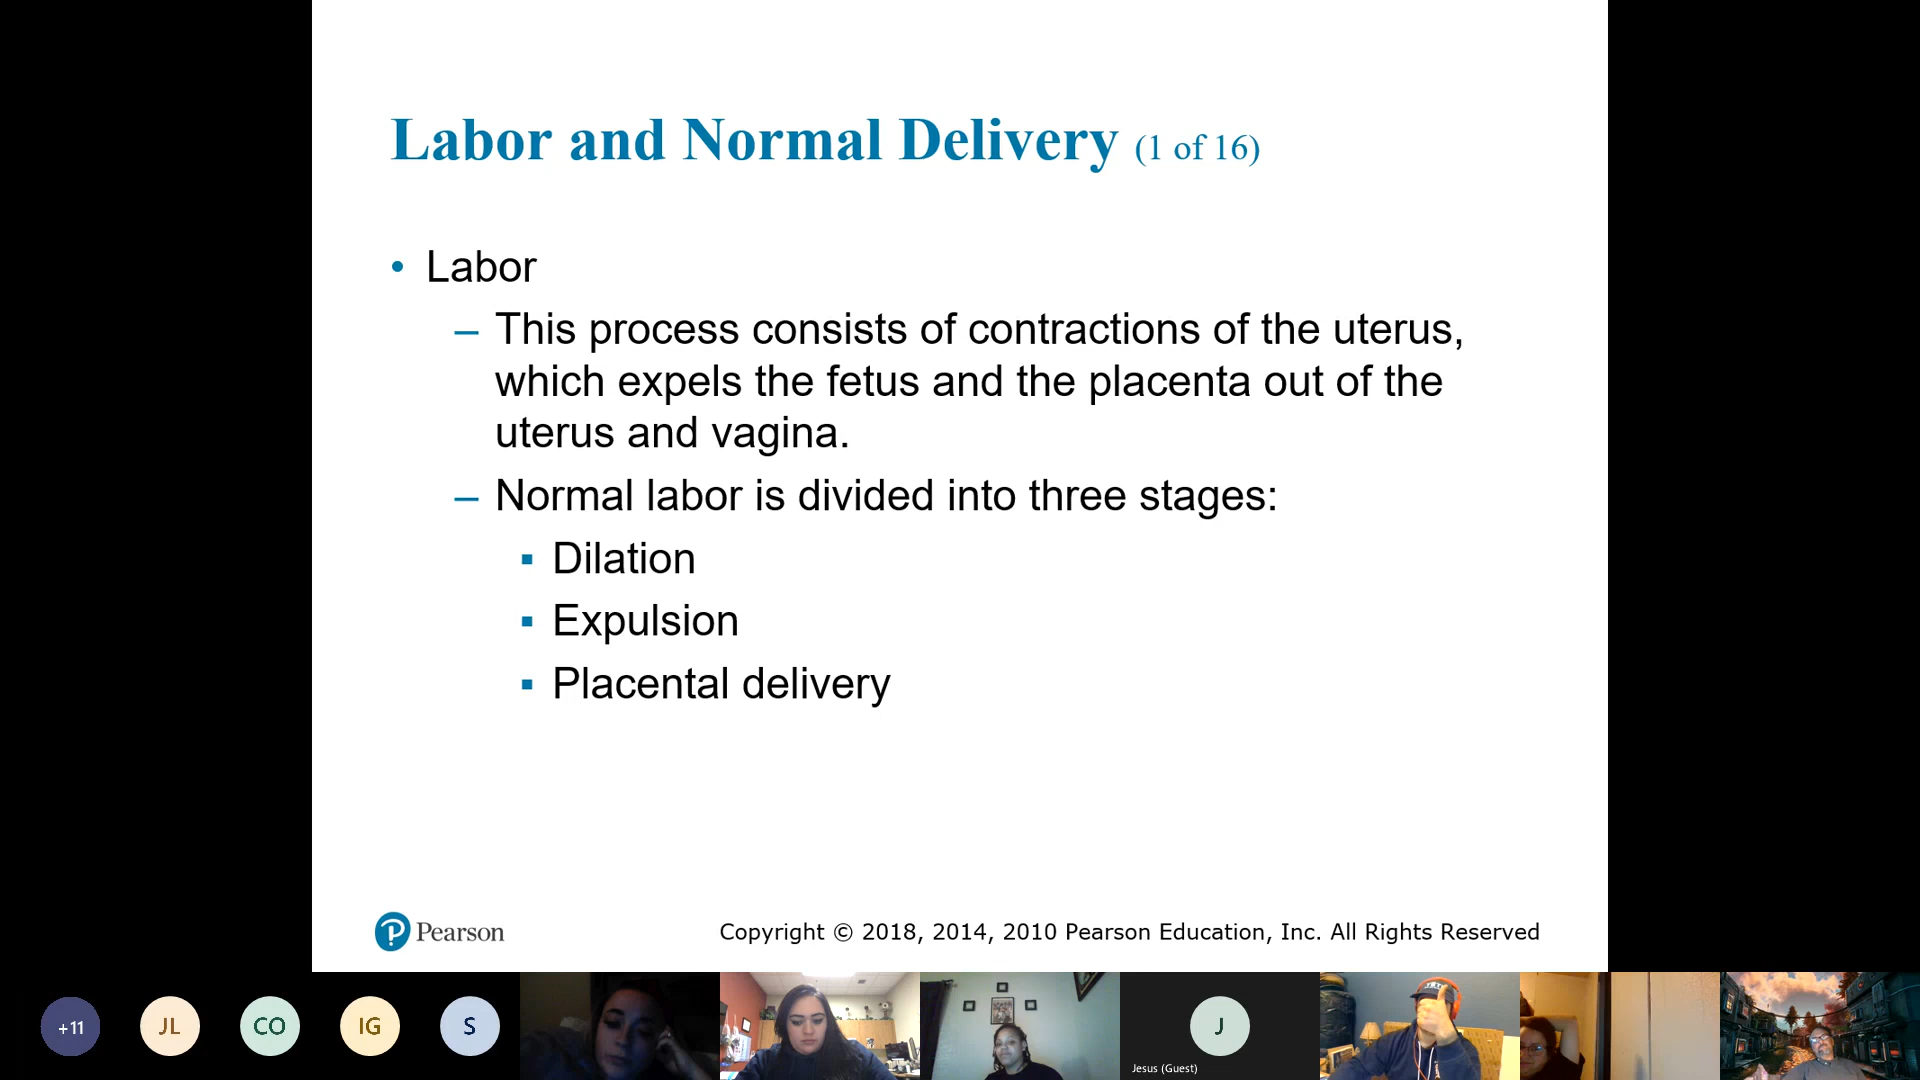 Labor and Normal Delivery (1 of 16)
• Labor
– This process consists of contractions of the uterus,
which expels the fetus and the placenta out of the
uterus and vagina.
– Normal labor is divided into three stages:
▪ Dilation
▪ Expulsion
▪ Placental delivery
Pearson
Copyright © 2018, 2014, 2010 Pearson Education, Inc. All Rights Reserved
+11
JL
CO
IG
S
J
Jesus (Guest)